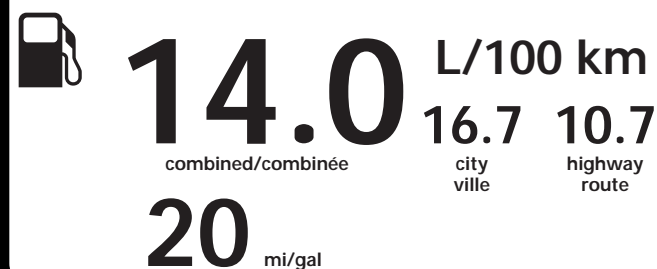 14.0 L/100 km
combined/combinée
16.7 10.7
city highway
ville route
20 mi/gal